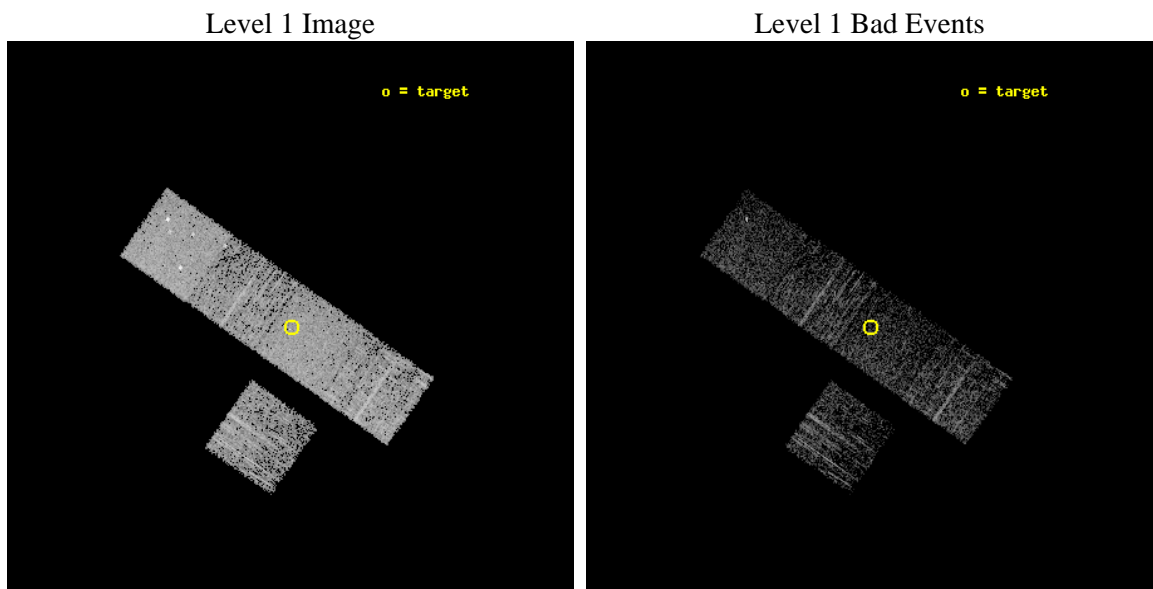 Level 1 Image
Level 1 Bad Events
o = target
o = target